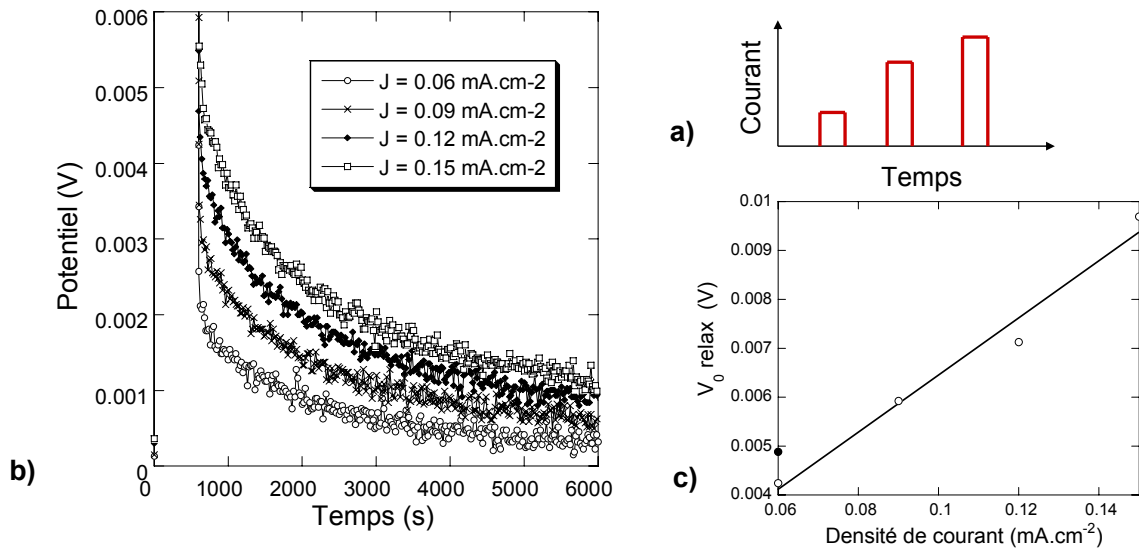 0.006
0.006
0.005
0.004
0.003
0.002
0.001
0
Potentiel (V)
J = 0.06 mA.cm-2
J = 0.09 mA.cm-2
J = 0.12 mA.cm-2
J = 0.15 mA.cm-2
0 1000 2000 3000 4000 5000 6000
Temps (s)
b)
a)
Courant
Temps
0.01
0.009
0.008
0.007
0.006
0.005
0.004
V0 relax (V)
0.06 0.08 0.1 0.12 0.14
Densité de courant (mA.cm-2)
c)